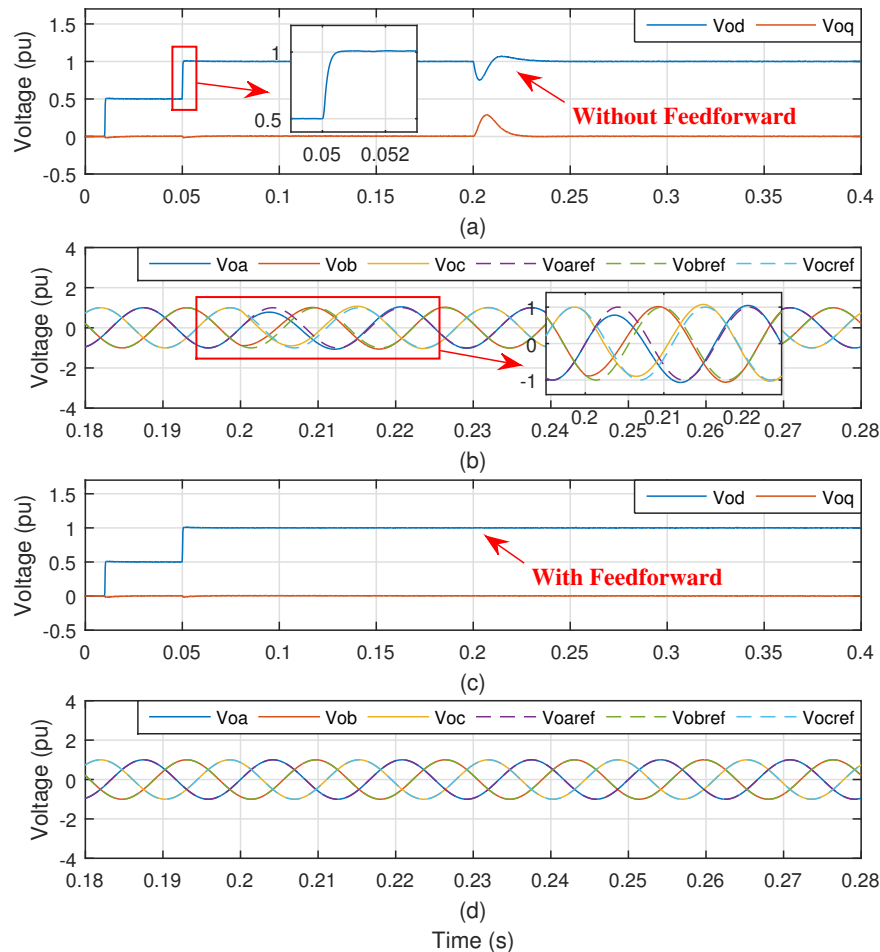 Vod Voq
Voltage (pu)
1.5
1
0.5
0
-0.5
1
0.5
0.05 0.052
Without Feedforward
0 0.05 0.1 0.15 0.2 0.25 0.3 0.35 0.4
(a)
Voa Vob Voc Voaref Vobref Vocref
Voltage (pu)
4
2
0
-2
-4
1
0
-1
0.2 0.21 0.22
0.18 0.19 0.2 0.21 0.22 0.23 0.24 0.25 0.26 0.27 0.28
(b)
Vod Voq
Voltage (pu)
1.5
1
0.5
0
-0.5
With Feedforward
0 0.05 0.1 0.15 0.2 0.25 0.3 0.35 0.4
(c)
Voa Vob Voc Voaref Vobref Vocref
Voltage (pu)
4
2
0
-2
-4
0.18 0.19 0.2 0.21 0.22 0.23 0.24 0.25 0.26 0.27 0.28
(d)
Time (s)